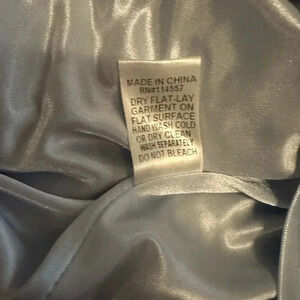 MADE IN CHINA
RN#114557
DRY FLAT-LAY
GARMENT ON
FLAT SURFACE
HAND WASH COLD
OR DRY CLEAN
WASH SEPARATELY
DO NOT BLEACH